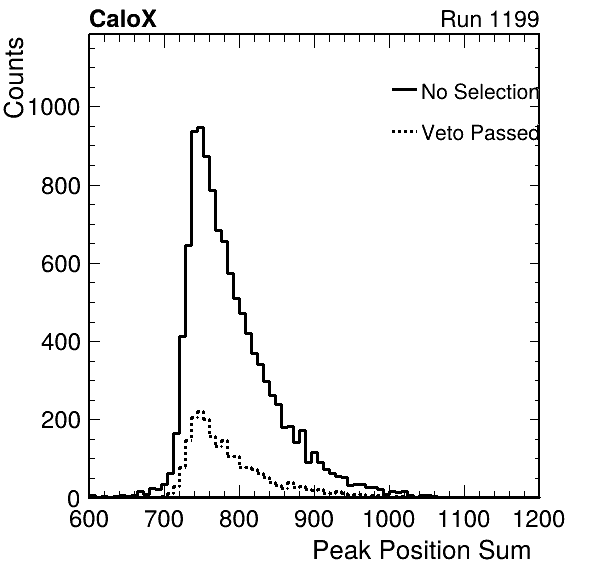 CaloX Run 1199
Counts
No Selection
Veto Passed
1000
800
600
400
200
0
600 700 800 900 1000 1100 1200
Peak Position Sum